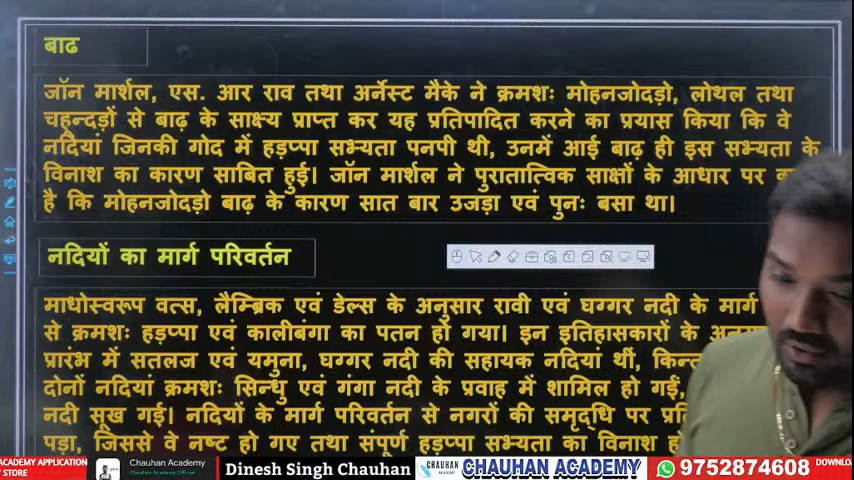 बाढ
जॉन मार्शल, एस. आर राव तथा अर्नेस्ट मैके ने क्रमशः मोहनजोदड़ो, लोथल तथा
चहून्दड़ों से बाढ़ के साक्ष्य प्राप्त कर यह प्रतिपादित करने का प्रयास किया कि वे
नदियां जिनकी गोद में हड़प्पा सभ्यता पनपी थी, उनमें आई बाढ़ ही इस सभ्यता के
विनाश का कारण साबित हुई। जॉन मार्शल ने पुरातात्विक साक्षों के आधार पर
है कि मोहनजोदड़ो बाढ़ के कारण सात बार उजड़ा एवं पुनः बसा था।
नदियों का मार्ग परिवर्तन
माधोस्वरूप वत्स, लैम्ब्रिक एवं डेल्स के अनुसार रावी एवं घग्गर नदी के मार्ग
से क्रमशः हड़प्पा एवं कालीबंगा का पतन हो गया। इन इतिहासकारों के
प्रारंभ में सतलज एवं यमुना, घग्गर नदी की सहायक नदियां थीं,
दोनों नदियां क्रमशः सिन्धु एवं गंगा नदी के प्रवाह में शामिल हो गई,
नदी सूख गई। नदियों के मार्ग परिवर्तन से नगरों की समृद्धि पर
पड़ा, जिससे वे नष्ट हो गए तथा संपूर्ण हड़प्पा सभ्यता का विनाश
ACADEMY APPLICATION
STORE
Chauhan Academy
Chauhan Academy Official
Dinesh Singh Chauhan
CHAUHAN
ACADEMY
CHAUHAN ACADEMY
9752874608